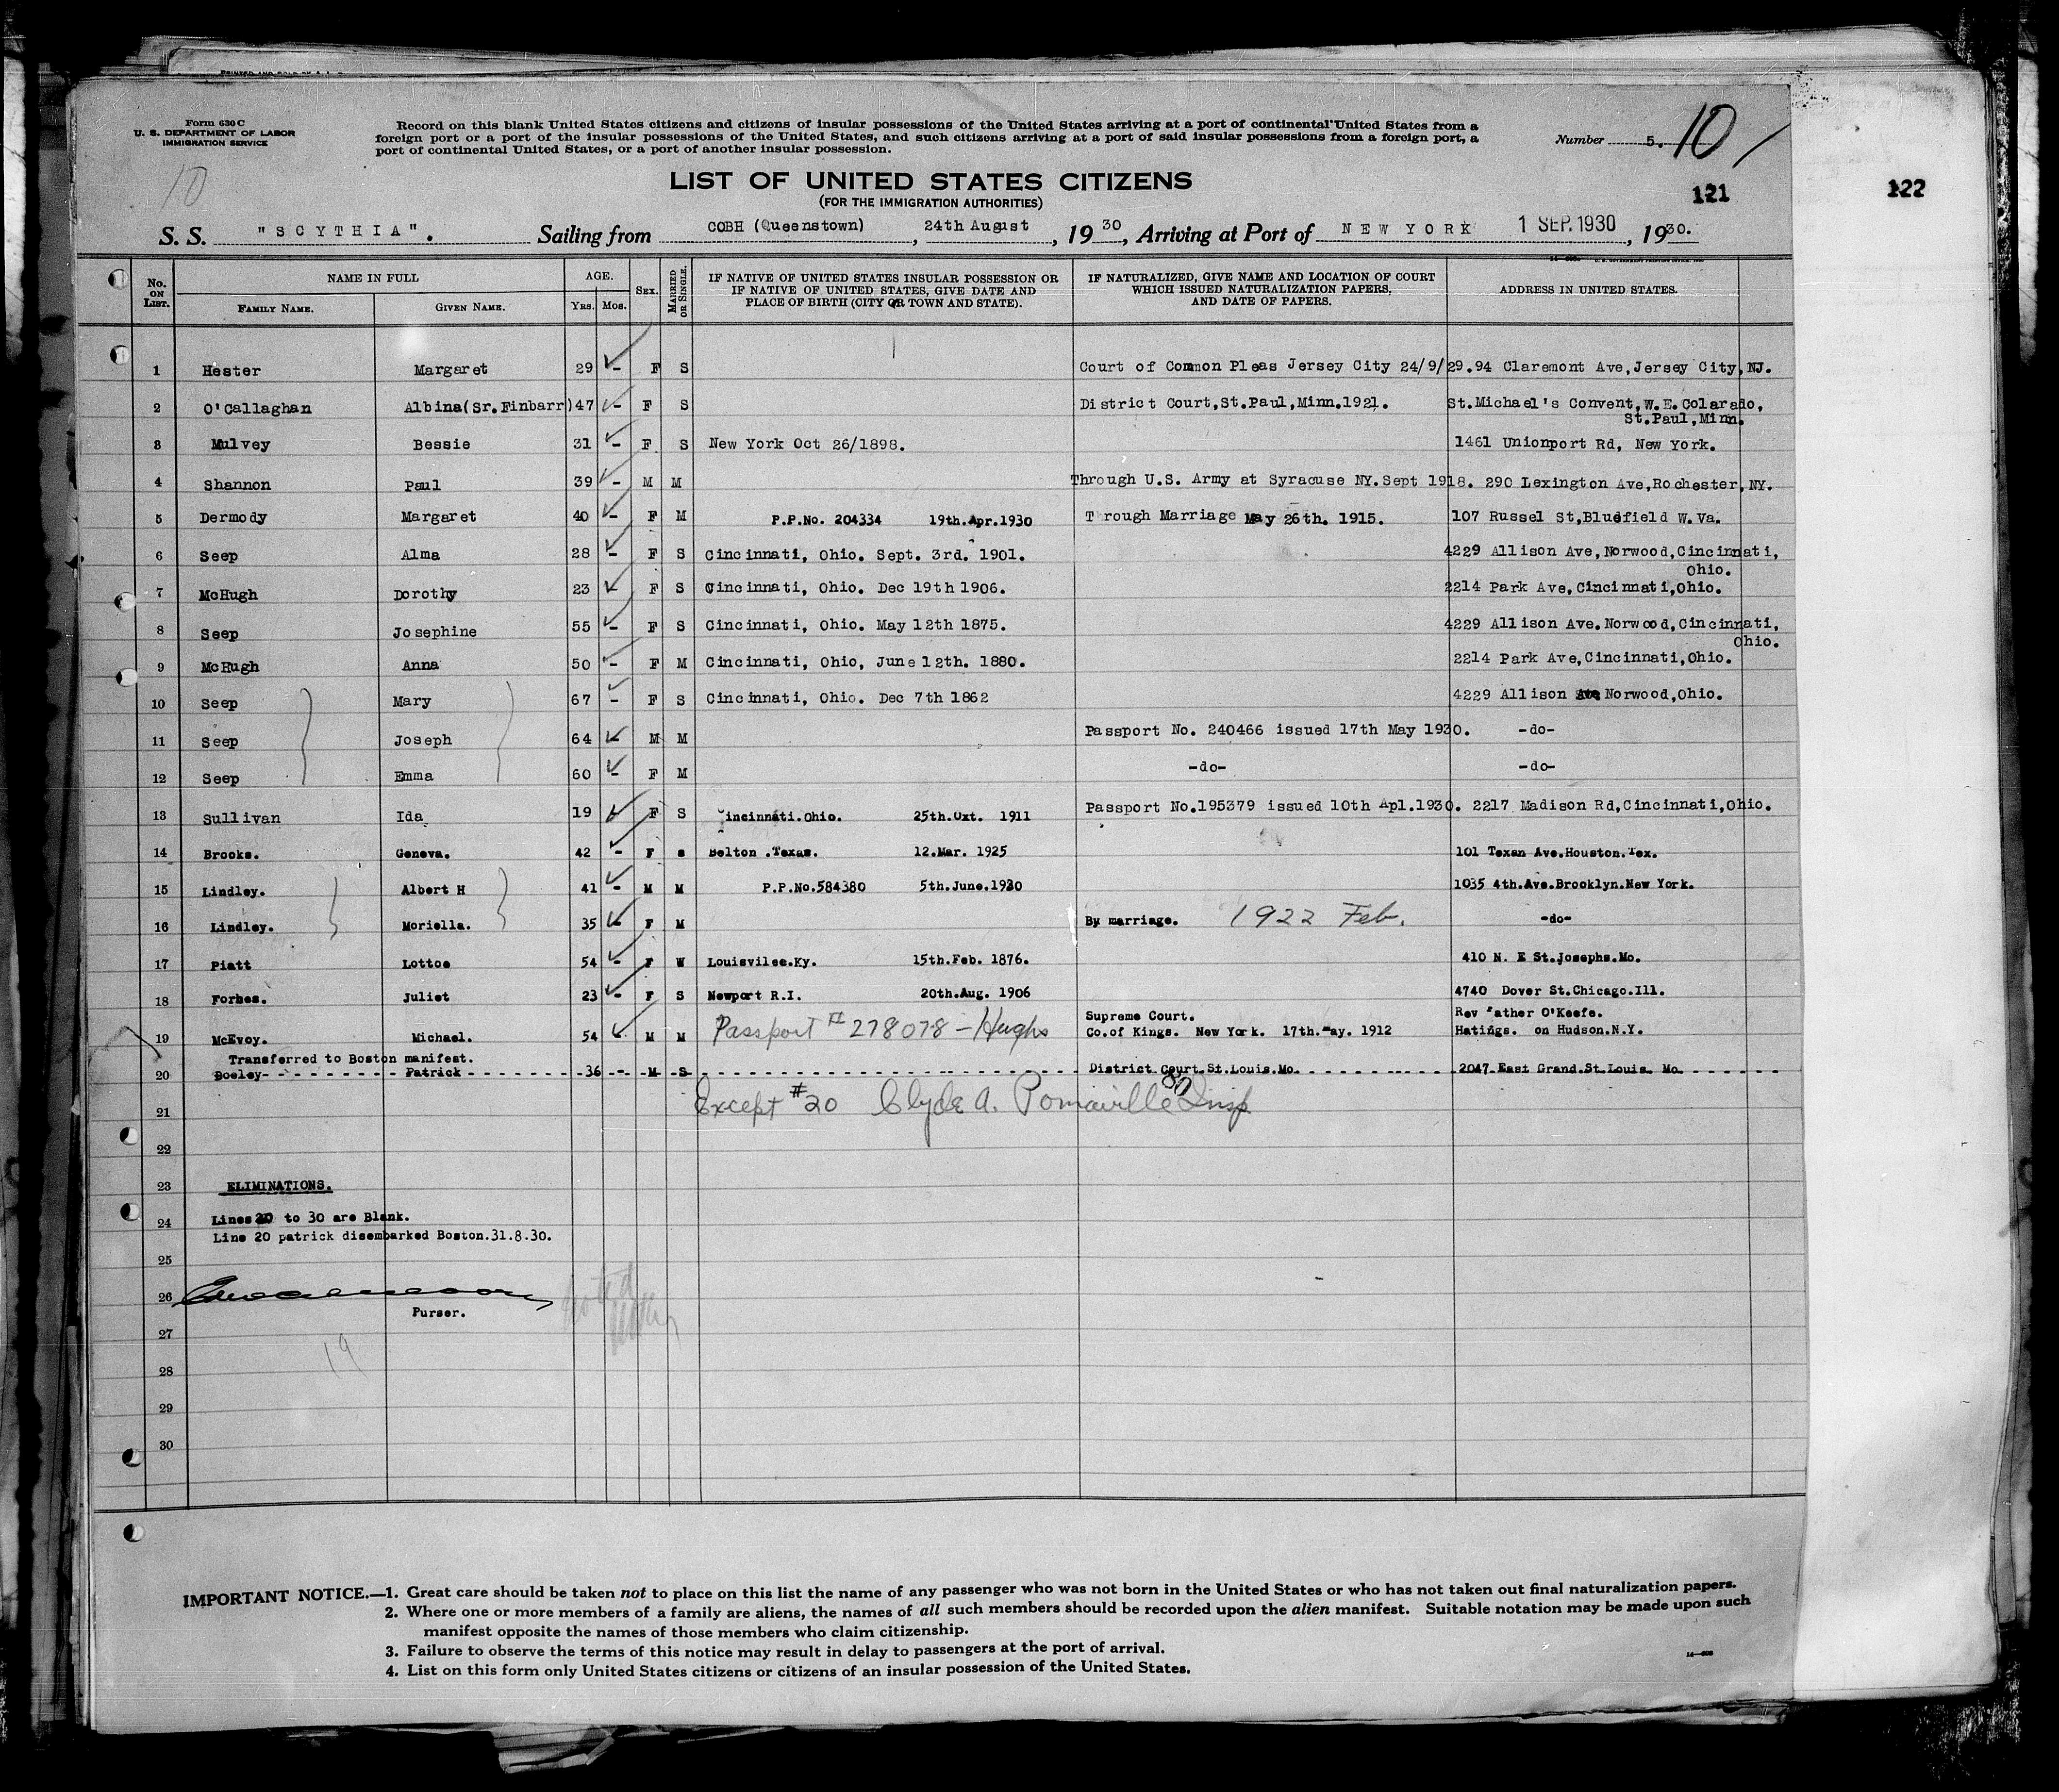 Form 630 C
U. S. DEPARTMENT OF LABOR
IMMIGRATION SERVICE
10
Record on this blank United States citizens and citizens of insular possessions of the United States arriving at a port of continental United States from a
foreign port or a port of the insular possessions of the United States, and such citizens arriving at a port of said insular possessions from a foreign port, a
port of continental United States, or a port of another insular possession.
Number 5. 10
LIST OF UNITED STATES CITIZENS
(FOR THE IMMIGRATION AUTHORITIES)
121
122
S. S. "SCYTHIA". Sailing from COBH (Queenstown), 24th August, 1930, Arriving at Port of NEW YORK 1 SEP. 1930, 1930.
No. ON LIST. NAME IN FULL FAMILY NAME. GIVEN NAME. AGE. YRS. MOS. SEX. MARRIED OR SINGLE. IF NATIVE OF UNITED STATES INSULAR POSSESSION OR IF NATIVE OF UNITED STATES, GIVE DATE AND PLACE OF BIRTH (CITY OR TOWN AND STATE). IF NATURALIZED, GIVE NAME AND LOCATION OF COURT WHICH ISSUED NATURALIZATION PAPERS, AND DATE OF PAPERS. ADDRESS IN UNITED STATES.
1 Hester Margaret 29 - F S Court of Common Pleas Jersey City 24/9/29. 94 Claremont Ave, Jersey City, NJ.
2 O'Callaghan Albina(Sr.Finbarr) 47 - F S District Court,St.Paul,Minn.1921. St.Michael's Convent, W.E.Colarado,
St.Paul, Minn.
3 Mulvey Bessie 31 - F S New York Oct 26/1898. 1461 Unionport Rd, New York.
4 Shannon Paul 39 - M M Through U.S. Army at Syracuse NY. Sept 1918. 290 Lexington Ave,Rochester,NY.
5 Dermody Margaret 40 - F M P.P.No. 204334 19th.Apr.1930 Through Marriage May 26th. 1915. 107 Russel St,Bluefield W.Va.
6 Seep Alma 28 - F S Cincinnati, Ohio. Sept. 3rd. 1901. 4229 Allison Ave, Norwood,Cincinnati,
Ohio.
7 McHugh Dorothy 23 - F S Cincinnati, Ohio. Dec 19th 1906. 2214 Park Ave, Cincinnati,Ohio.
8 Seep Josephine 55 - F S Cincinnati, Ohio. May 12th 1875. 4229 Allison Ave. Norwood, Cincinnati,
Ohio.
9 McHugh Anna 50 - F M Cincinnati, Ohio, June 12th. 1880. 2214 Park Ave,Cincinnati,Ohio.
10 Seep Mary 67 - F S Cincinnati, Ohio. Dec 7th 1862 4229 Allison Ave Norwood,Ohio.
11 Seep Joseph 64 - M M Passport No. 240466 issued 17th May 1930. -do-
12 Seep Emma 60 - F M -do- -do-
13 Sullivan Ida 19 - F S incinnati.Ohio. 25th.Oxt. 1911 Passport No.195379 issued 10th Apl.1930. 2217 Madison Rd,Cincinnati,Ohio.
14 Brooks. Geneva. 42 - F s Belton .Texas. 12.Mar. 1925 101 Texan Ave.Houston.Tex.
15 Lindley. Albert H 41 - M M P.P.No.584380 5th.June.1930 1035 4th.Ave.Brooklyn.New York.
16 Lindley. Moriella. 35 - F M By marriage. 1922 Feb. -do-
17 Piatt Lottoe 54 - F W Louisvilee.Ky. 15th.Feb. 1876. 410 N. E St.Josephs.Mo.
18 Forbes. Juliet 23 - F S Newport R.I. 20th.Aug. 1906 4740 Dover St.Chicago.Ill.
19 McEvoy. Michael. 54 - M M Passport # 278078 - Hughs Supreme Court. Rev father O'Keefe.
Co.of Kings. New York. 17th.May. 1912 Hatings. on Hudson.N.Y.
Transferred to Boston manifest.
20 Dooley Patrick 36 -- M S District Court.St.Louis.Mo 2047 East Grand.St.Louis Mo
21 Except #20 Clyde A. Pomaville Insp
22
23 ELIMINATIONS.
24 Lines 20 to 30 are Blank.
Line 20 patrick disembarked Boston.31.8.30.
25
26
Purser.
27
19
28
29
30
IMPORTANT NOTICE.—1. Great care should be taken not to place on this list the name of any passenger who was not born in the United States or who has not taken out final naturalization papers.
2. Where one or more members of a family are aliens, the names of all such members should be recorded upon the alien manifest. Suitable notation may be made upon such
manifest opposite the names of those members who claim citizenship.
3. Failure to observe the terms of this notice may result in delay to passengers at the port of arrival.
4. List on this form only United States citizens or citizens of an insular possession of the United States.